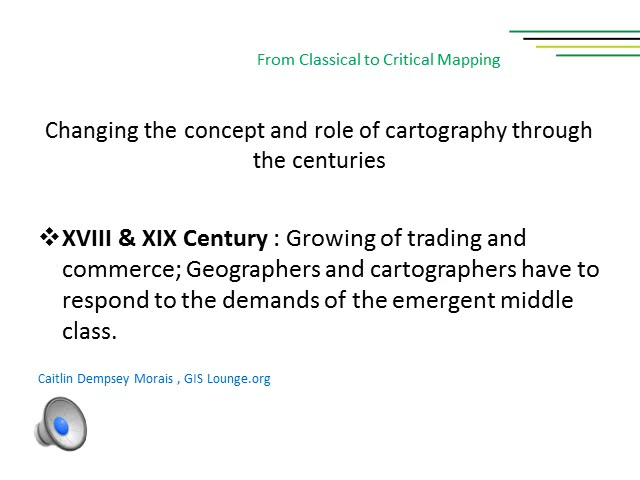 From Classical to Critical Mapping
Changing the concept and role of cartography through
the centuries
❖XVIII & XIX Century : Growing of trading and
commerce; Geographers and cartographers have to
respond to the demands of the emergent middle
class.
Caitlin Dempsey Morais , GIS Lounge.org